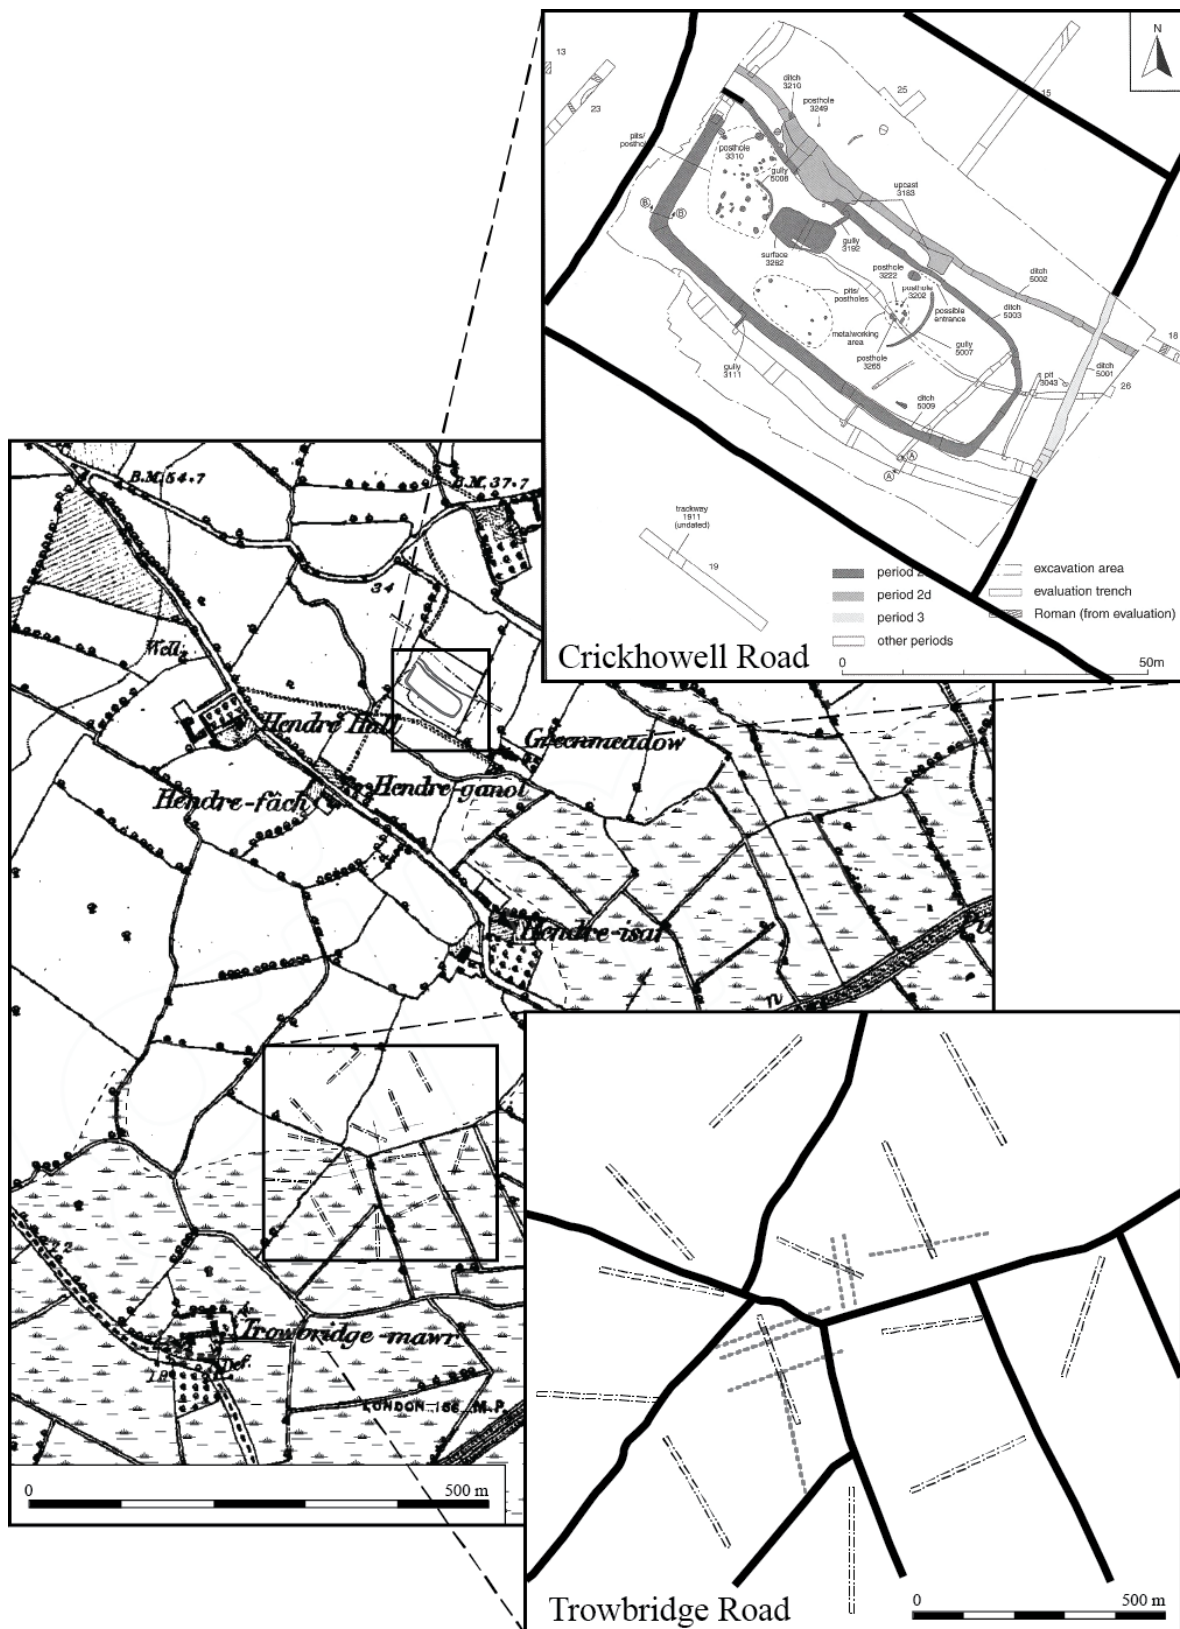 N
13
23
25
15
ditch
3210
posthole
3249
pits/
posthole
3310
gully
5008
upcast
3183
B
B
gully
3192
surface
3282
posthole
3222
posthole
3202
ditch
5002
pits/
postholes
possible
entrance
ditch
5003
metalworking
area
gully
5007
18
posthole
3265
gully
3111
pit
3043
ditch
5001
26
ditch
5009
A
A
trackway
1911
(undated)
19
period 2
period 2d
period 3
other periods
excavation area
evaluation trench
Roman (from evaluation)
Crickhowell Road
0
50m
B.M. 54·7
B.M. 37·7
34
Well
Hendre Hall
Greenmeadow
Hendre-fâch
Hendre-ganol
Hendre-isaf
n
Trowbridge-mawr
LONDON 156 M.P.
0
500 m
Trowbridge Road
0
500 m